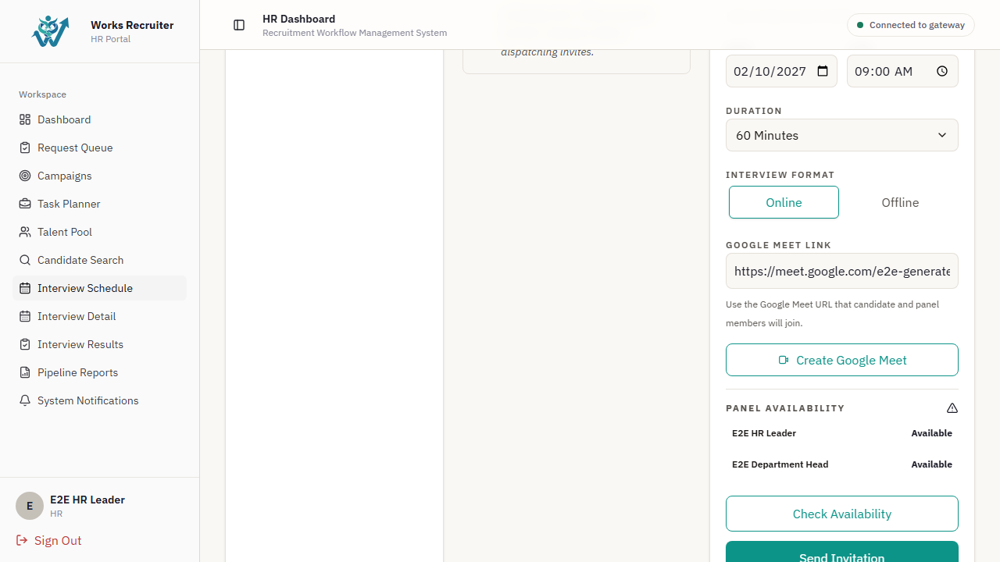 Works Recruiter
HR Portal
Workspace
Dashboard
Request Queue
Campaigns
Task Planner
Talent Pool
Candidate Search
Interview Schedule
Interview Detail
Interview Results
Pipeline Reports
System Notifications
E
E2E HR Leader
HR
Sign Out
HR Dashboard
Recruitment Workflow Management System
Connected to gateway
dispatching invites.
02/10/2027
09:00 AM
DURATION
60 Minutes
INTERVIEW FORMAT
Online
Offline
GOOGLE MEET LINK
https://meet.google.com/e2e-generate
Use the Google Meet URL that candidate and panel
members will join.
Create Google Meet
PANEL AVAILABILITY
E2E HR Leader
Available
E2E Department Head
Available
Check Availability
Send Invitation